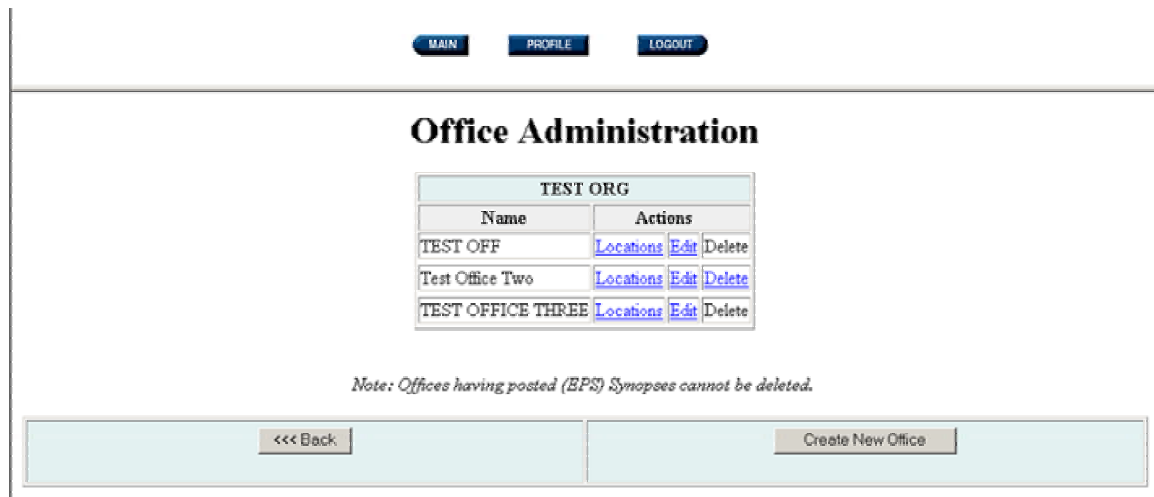 MAIN PROFILE LOGOUT
Office Administration
TEST ORG
Name Actions
TEST OFF Locations Edit Delete
Test Office Two Locations Edit Delete
TEST OFFICE THREE Locations Edit Delete
Note: Offices having posted (EPS) Synopses cannot be deleted.
<<< Back Create New Office